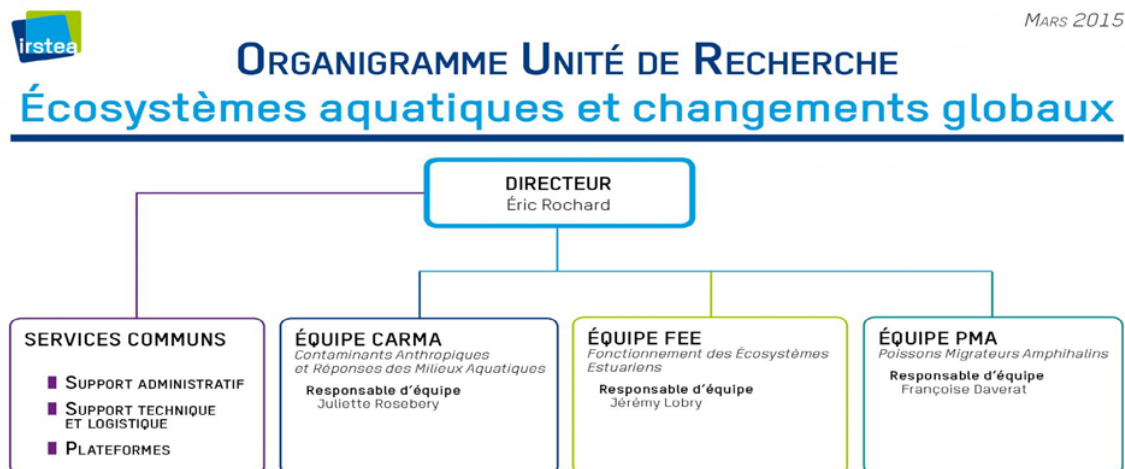 irstea
MARS 2015
ORGANIGRAMME UNITÉ DE RECHERCHE
Écosystèmes aquatiques et changements globaux
DIRECTEUR
Éric Rochard
SERVICES COMMUNS
SUPPORT ADMINISTRATIF
SUPPORT TECHNIQUE
ET LOGISTIQUE
PLATEFORMES
ÉQUIPE CARMA
Contaminants Anthropiques
et Réponses des Milieux Aquatiques
Responsable d'équipe
Juliette Rosebery
ÉQUIPE FEE
Fonctionnement des Écosystèmes
Estuariens
Responsable d'équipe
Jérémy Lobry
ÉQUIPE PMA
Poissons Migrateurs Amphihalins
Responsable d'équipe
Françoise Daverat